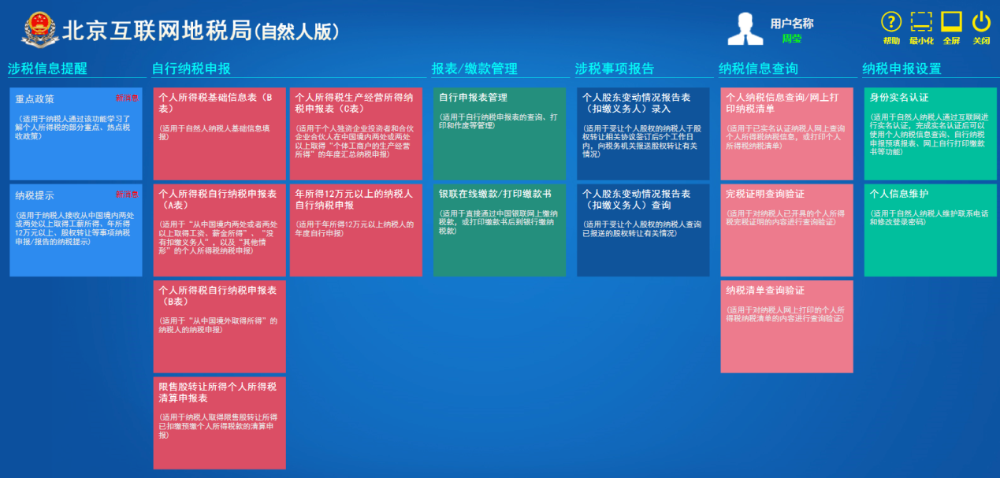 北京互联网地税局(自然人版)
用户名称
周莹
帮助 最小化 全屏 关闭
涉税信息提醒
自行纳税申报
报表/缴款管理
涉税事项报告
纳税信息查询
纳税申报设置
重点政策
新消息
(适用于纳税人通过该功能学习了
解个人所得税的部分重点、热点税
收政策)
纳税提示
新消息
(适用于纳税人接收从中国境内两处
或两处以上取得工薪所得、年所得
12万元以上、股权转让等事项纳税
申报/报告的纳税提示)
个人所得税基础信息表（B
表）
(适用于自然人纳税人基础信息填
报)
个人所得税自行纳税申报表
（A表）
(适用于“从中国境内两处或者两处
以上取得工资、薪金所得”、“没
有扣缴义务人”，以及“其他情
形”的个人所得税纳税申报)
个人所得税自行纳税申报表
（B表）
(适用于“从中国境外取得所得”的
纳税人的纳税申报)
限售股转让所得个人所得税
清算申报表
(适用于纳税人取得限售股转让所得
已扣缴预缴个人所得税款的清算申
报)
个人所得税生产经营所得纳
税申报表（C表）
(适用于个人独资企业投资者和合伙
企业合伙人在中国境内两处或两处
以上取得“个体工商户的生产经营
所得”的年度汇总纳税申报)
年所得12万元以上的纳税人
自行纳税申报
(适用于年所得12万元以上纳税人的
年度自行申报)
自行申报表管理
(适用于自行纳税申报表的查询、打
印和作废等管理)
银联在线缴款/打印缴款书
(适用于直接通过中国银联网上缴纳
税款，或打印缴款书后到银行缴纳
税款)
个人股东变动情况报告表
（扣缴义务人）录入
(适用于受让个人股权的纳税人于股
权转让相关协议签订后5个工作日
内，向税务机关报送股权转让有关
情况)
个人股东变动情况报告表
（扣缴义务人）查询
(适用于受让个人股权的纳税人查询
已报送的股权转让有关情况)
个人纳税信息查询/网上打
印纳税清单
(适用于已实名认证纳税人网上查询
个人所得税纳税信息，或打印个人
所得税纳税清单)
完税证明查询验证
(适用于对纳税人已开具的个人所得
税完税证明的内容进行查询验证)
纳税清单查询验证
(适用于对纳税人网上打印的个人所
得税纳税清单的内容进行查询验证)
身份实名认证
(适用于自然人纳税人通过互联网进
行实名认证，完成实名认证后可以
使用个人纳税信息查询、自行纳税
申报预填报表、网上自行打印缴款
书等功能)
个人信息维护
(适用于自然人纳税人维护联系电话
和修改登录密码)